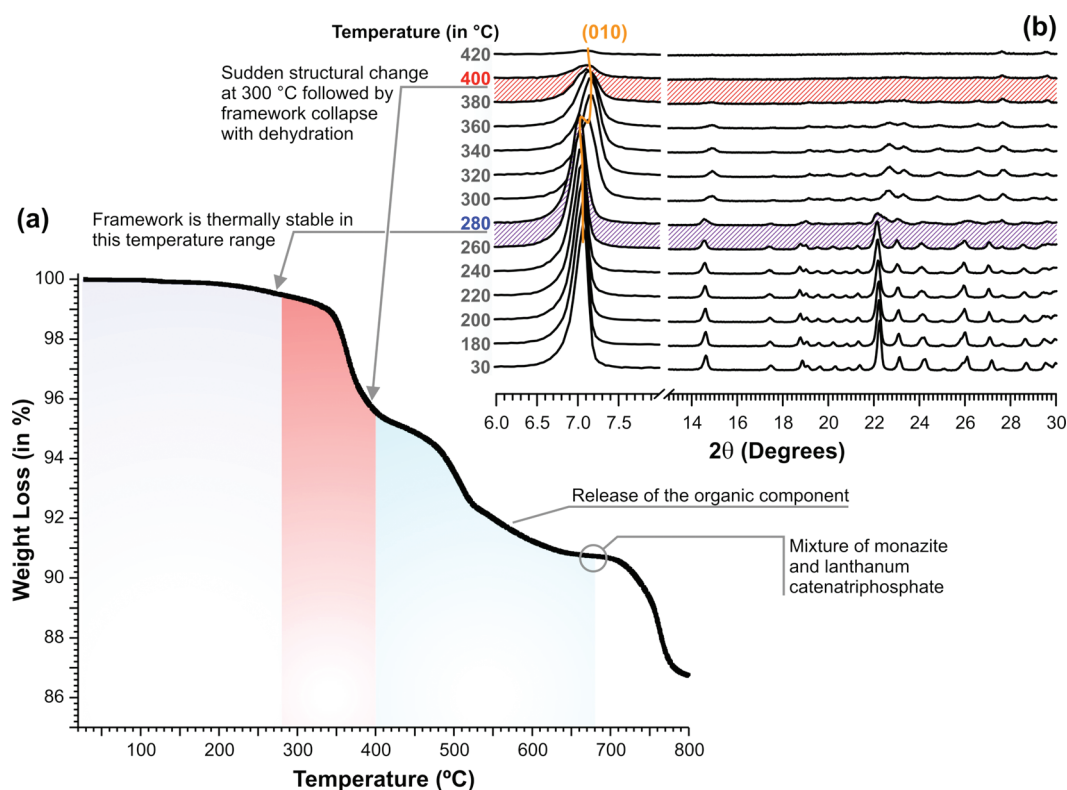 Temperature (in °C)
(010)
(b)
420
400
380
360
340
320
300
280
260
240
220
200
180
30
Sudden structural change
at 300 °C followed by
framework collapse
with dehydration
(a)
Framework is thermally stable in
this temperature range
6.0 6.5 7.0 7.5 14 16 18 20 22 24 26 28 30
2θ (Degrees)
100
98
96
94
92
90
88
86
Weight Loss (in %)
Release of the organic component
Mixture of monazite
and lanthanum
catenatriphosphate
100 200 300 400 500 600 700 800
Temperature (ºC)